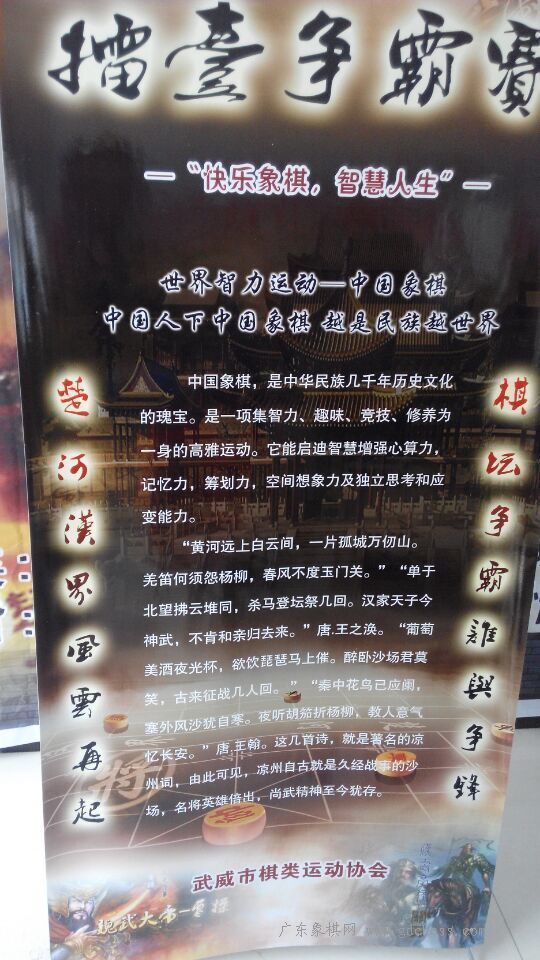 擂臺争霸賽
—“快乐象棋，智慧人生”—
世界智力运动—中国象棋
中国人下中国象棋 越是民族越世界
楚河漢界風雲再起
中国象棋，是中华民族几千年历史文化
的瑰宝。是一项集智力、趣味、竞技、修养为
一身的高雅运动。它能启迪智慧增强心算力，
记忆力，筹划力，空间想象力及独立思考和应
变能力。
“黄河远上白云间，一片孤城万仞山。
羌笛何须怨杨柳，春风不度玉门关。”“单于
北望拂云堆同，杀马登坛祭几回。汉家天子今
神武，不肯和亲归去来。”唐.王之涣。“葡萄
美酒夜光杯，欲饮琵琶马上催。醉卧沙场君莫
笑，古来征战几人回。”“秦中花鸟已应阑，
塞外风沙犹自寒。夜听胡笳折杨柳，教人意气
忆长安。”唐.王翰。这几首诗，就是著名的凉
州词，由此可见，凉州自古就是久经战事的沙
场，名将英雄倍出，尚武精神至今犹存。
棋坛争霸誰與争鋒
將
武威市棋类运动协会
魏武大帝—曹操
广东象棋网